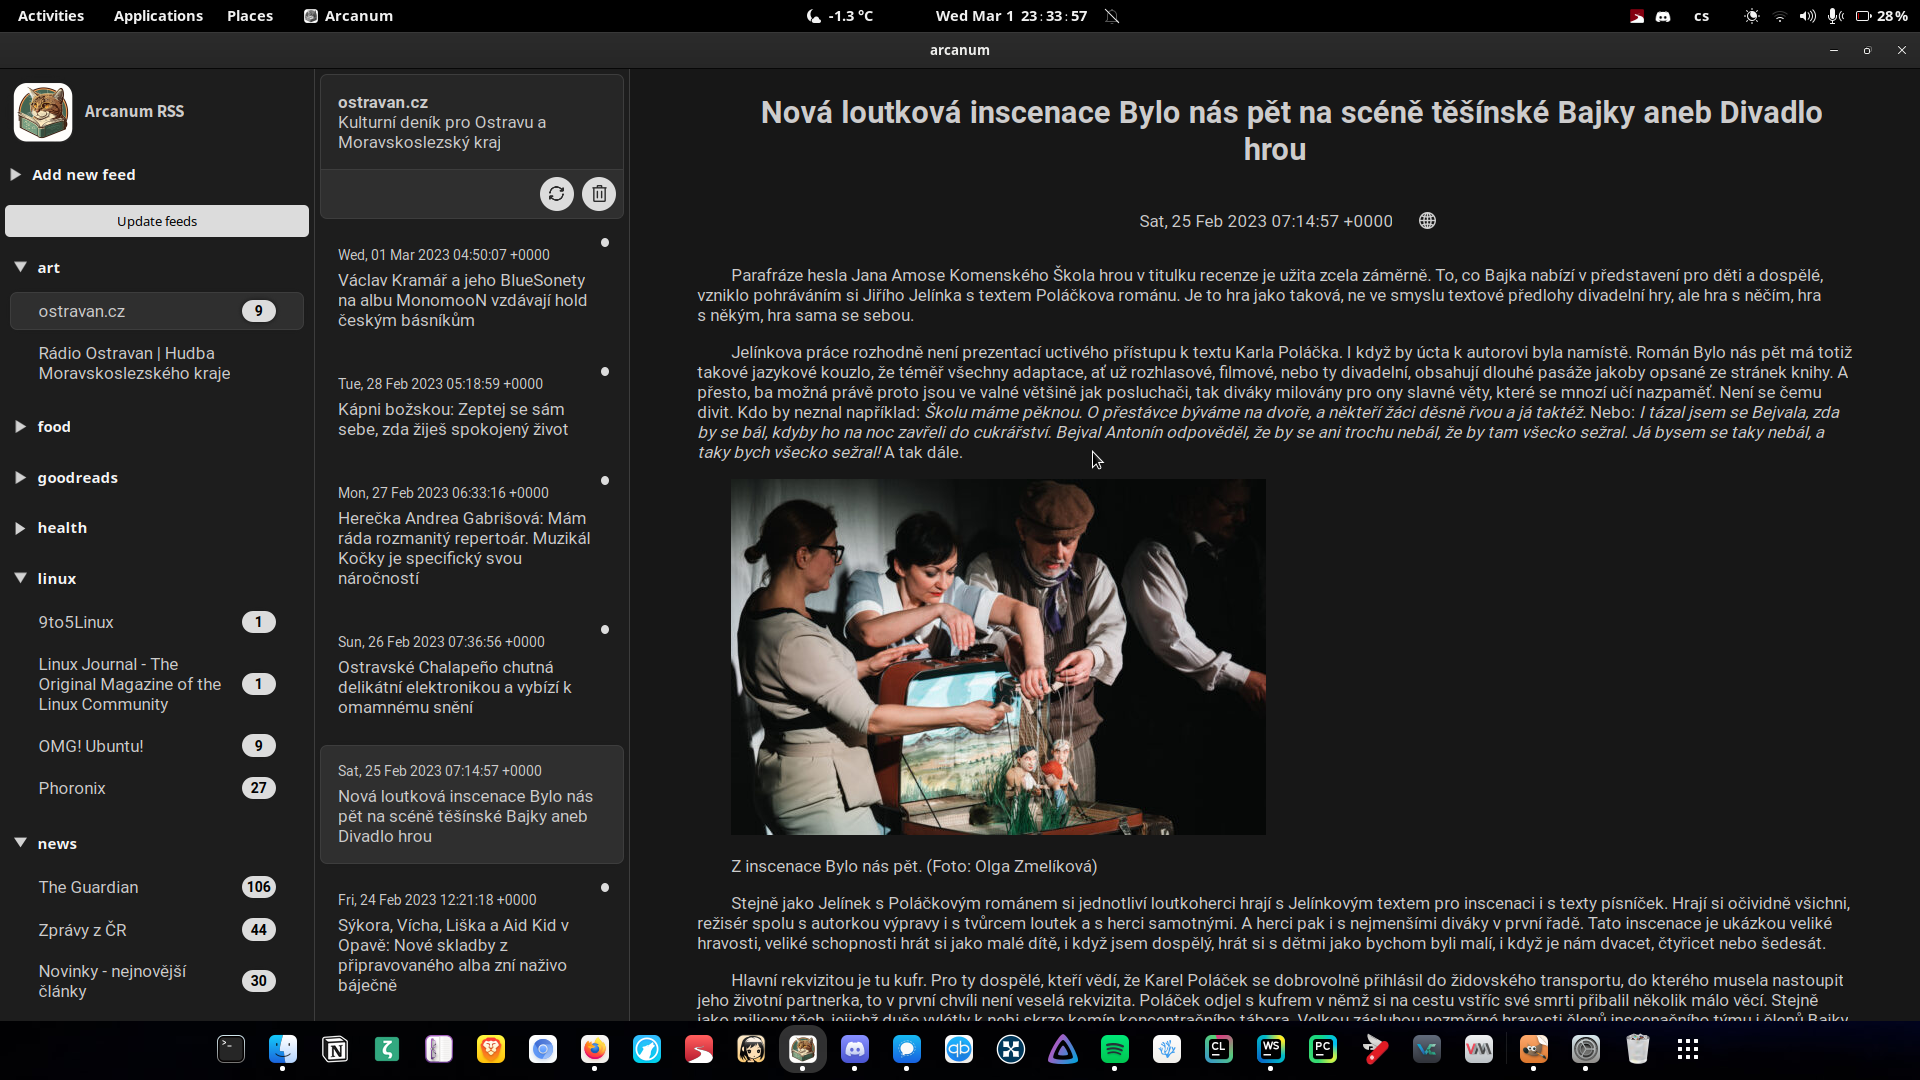 Activities Applications Places Arcanum -1.3 °C Wed Mar 1 23:33:57 cs 28 %
arcanum
Arcanum RSS
Add new feed
Update feeds
art
ostravan.cz 9
Rádio Ostravan | Hudba
Moravskoslezského kraje
food
goodreads
health
linux
9to5Linux 1
Linux Journal - The
Original Magazine of the 1
Linux Community
OMG! Ubuntu! 9
Phoronix 27
news
The Guardian 106
Zprávy z ČR 44
Novinky - nejnovější
články 30
ostravan.cz
Kulturní deník pro Ostravu a
Moravskoslezský kraj
Wed, 01 Mar 2023 04:50:07 +0000
Václav Kramář a jeho BlueSonety
na albu MonomooN vzdávají hold
českým básníkům
Tue, 28 Feb 2023 05:18:59 +0000
Kápni božskou: Zeptej se sám
sebe, zda žiješ spokojený život
Mon, 27 Feb 2023 06:33:16 +0000
Herečka Andrea Gabrišová: Mám
ráda rozmanitý repertoár. Muzikál
Kočky je specifický svou
náročností
Sun, 26 Feb 2023 07:36:56 +0000
Ostravské Chalapeño chutná
delikátní elektronikou a vybízí k
omamnému snění
Sat, 25 Feb 2023 07:14:57 +0000
Nová loutková inscenace Bylo nás
pět na scéně těšínské Bajky aneb
Divadlo hrou
Fri, 24 Feb 2023 12:21:18 +0000
Sýkora, Vícha, Liška a Aid Kid v
Opavě: Nové skladby z
připravovaného alba zní naživo
báječně
Nová loutková inscenace Bylo nás pět na scéně těšínské Bajky aneb Divadlo
hrou
Sat, 25 Feb 2023 07:14:57 +0000
Parafráze hesla Jana Amose Komenského Škola hrou v titulku recenze je užita zcela záměrně. To, co Bajka nabízí v představení pro děti a dospělé,
vzniklo pohráváním si Jiřího Jelínka s textem Poláčkova románu. Je to hra jako taková, ne ve smyslu textové předlohy divadelní hry, ale hra s něčím, hra
s někým, hra sama se sebou.
Jelínkova práce rozhodně není prezentací uctivého přístupu k textu Karla Poláčka. I když by úcta k autorovi byla namístě. Román Bylo nás pět má totiž
takové jazykové kouzlo, že téměř všechny adaptace, ať už rozhlasové, filmové, nebo ty divadelní, obsahují dlouhé pasáže jakoby opsané ze stránek knihy. A
přesto, ba možná právě proto jsou ve valné většině jak posluchači, tak diváky milovány pro ony slavné věty, které se mnozí učí nazpaměť. Není se čemu
divit. Kdo by neznal například: Školu máme pěknou. O přestávce býváme na dvoře, a někteří žáci děsně řvou a já taktéž. Nebo: I tázal jsem se Bejvala, zda
by se bál, kdyby ho na noc zavřeli do cukrářství. Bejval Antonín odpověděl, že by se ani trochu nebál, že by tam všecko sežral. Já bysem se taky nebál, a
taky bych všecko sežral! A tak dále.
Z inscenace Bylo nás pět. (Foto: Olga Zmelíková)
Stejně jako Jelínek s Poláčkovým románem si jednotliví loutkoherci hrají s Jelínkovým textem pro inscenaci i s texty písniček. Hrají si očividně všichni,
režisér spolu s autorkou výpravy i s tvůrcem loutek a s herci samotnými. A herci pak i s nejmenšími diváky v první řadě. Tato inscenace je ukázkou veliké
hravosti, veliké schopnosti hrát si jako malé dítě, i když jsem dospělý, hrát si s dětmi jako bychom byli malí, i když je nám dvacet, čtyřicet nebo šedesát.
Hlavní rekvizitou je tu kufr. Pro ty dospělé, kteří vědí, že Karel Poláček se dobrovolně přihlásil do židovského transportu, do kterého musela nastoupit
jeho životní partnerka, to v první chvíli není veselá rekvizita. Poláček odjel s kufrem v němž si na cestu vstříc své smrti přibalil několik málo věcí. Stejně
jako miliony těch, jejichž duše vylétly k nebi skrze komín koncentračního tábora. Velkou zásluhou nezměrné hravosti členů inscenačního týmu i členů Bajky
N qb CL WS PC VC VM